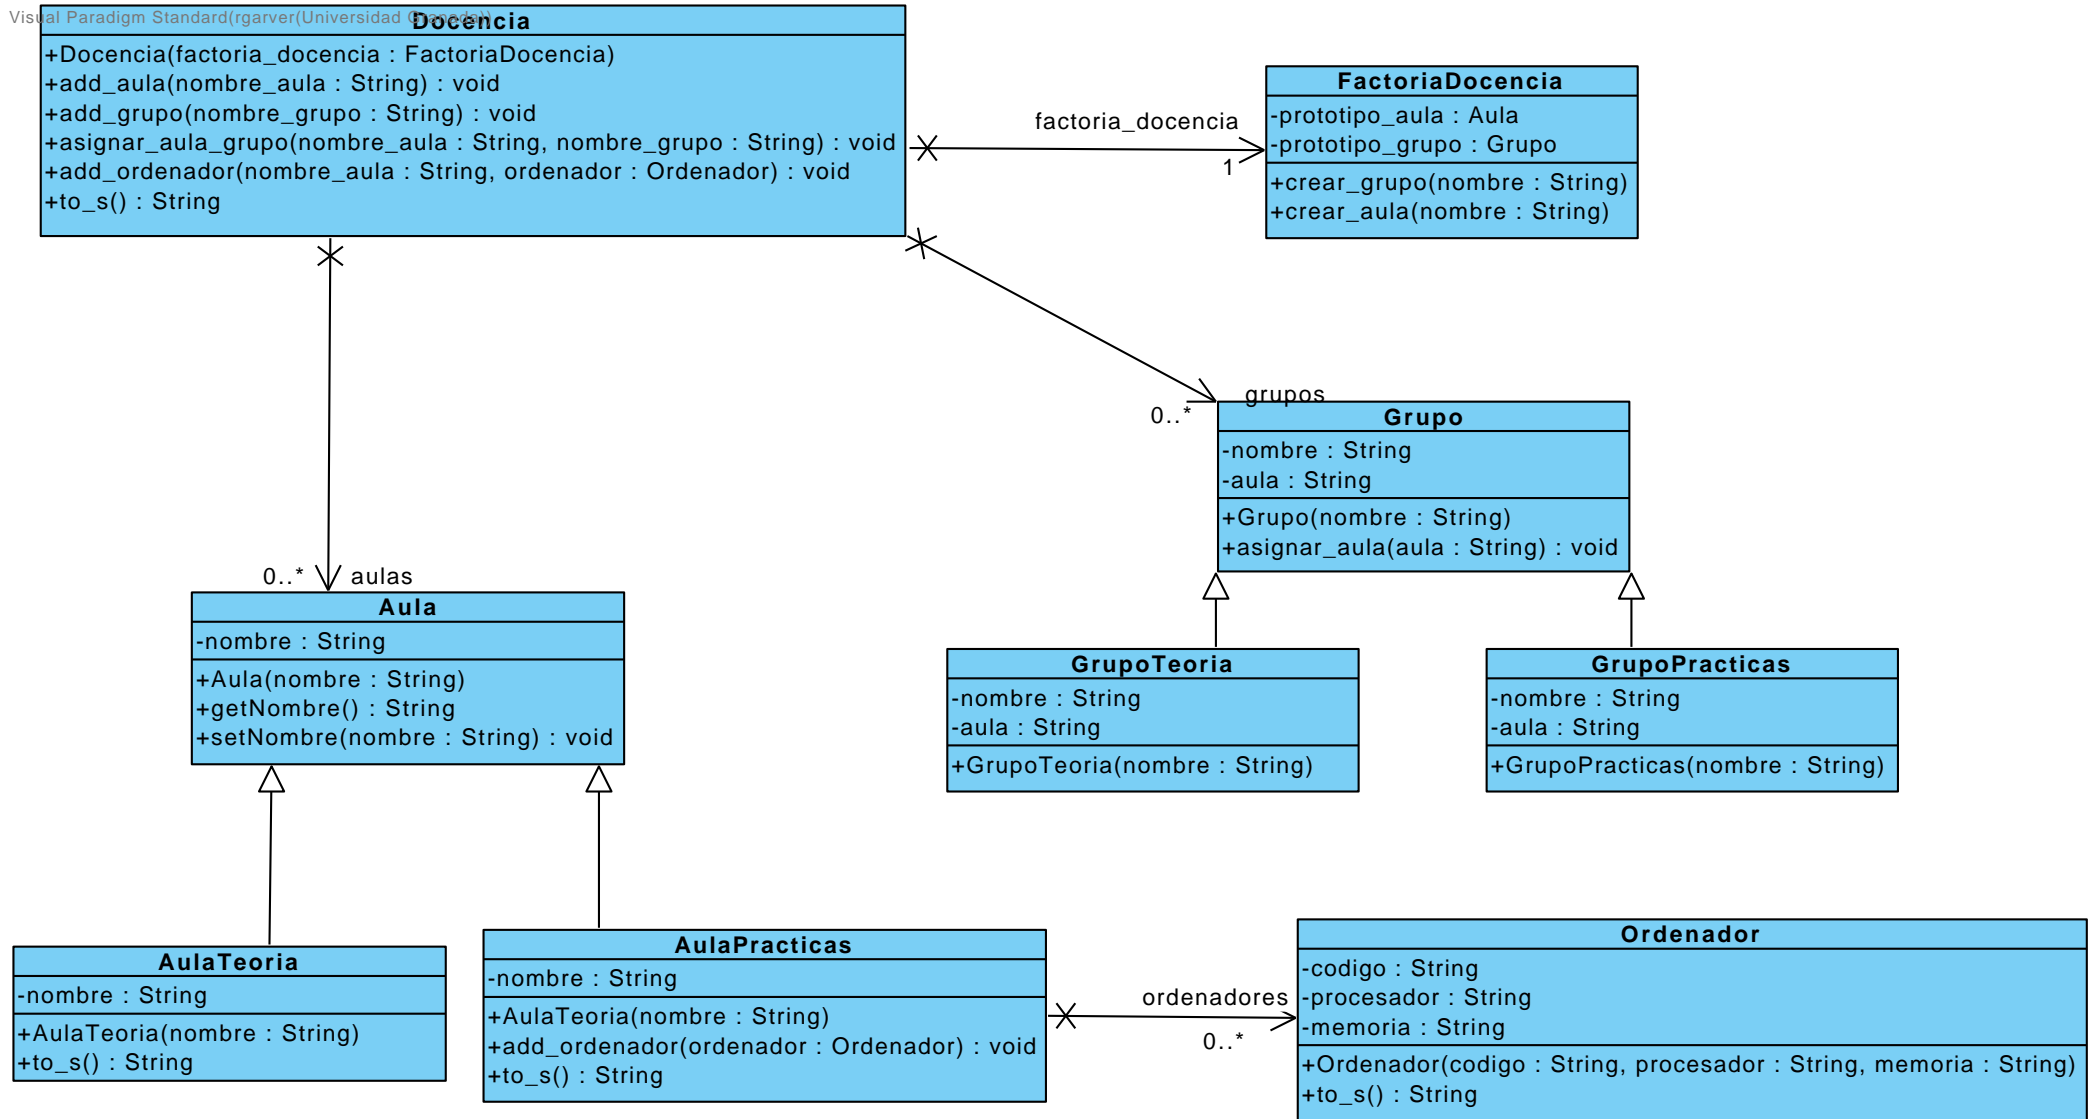 Visual Paradigm Standard(rgarver(Universidad Granada))
Docencia
+Docencia(factoria_docencia : FactoriaDocencia)
+add_aula(nombre_aula : String) : void
+add_grupo(nombre_grupo : String) : void
+asignar_aula_grupo(nombre_aula : String, nombre_grupo : String) : void
+add_ordenador(nombre_aula : String, ordenador : Ordenador) : void
+to_s() : String
factoria_docencia
1
FactoriaDocencia
-prototipo_aula : Aula
-prototipo_grupo : Grupo
+crear_grupo(nombre : String)
+crear_aula(nombre : String)
grupos
0..*
Grupo
-nombre : String
-aula : String
+Grupo(nombre : String)
+asignar_aula(aula : String) : void
0..*
aulas
Aula
-nombre : String
+Aula(nombre : String)
+getNombre() : String
+setNombre(nombre : String) : void
GrupoTeoria
-nombre : String
-aula : String
+GrupoTeoria(nombre : String)
GrupoPracticas
-nombre : String
-aula : String
+GrupoPracticas(nombre : String)
AulaTeoria
-nombre : String
+AulaTeoria(nombre : String)
+to_s() : String
AulaPracticas
-nombre : String
+AulaTeoria(nombre : String)
+add_ordenador(ordenador : Ordenador) : void
+to_s() : String
ordenadores
0..*
Ordenador
-codigo : String
-procesador : String
-memoria : String
+Ordenador(codigo : String, procesador : String, memoria : String)
+to_s() : String